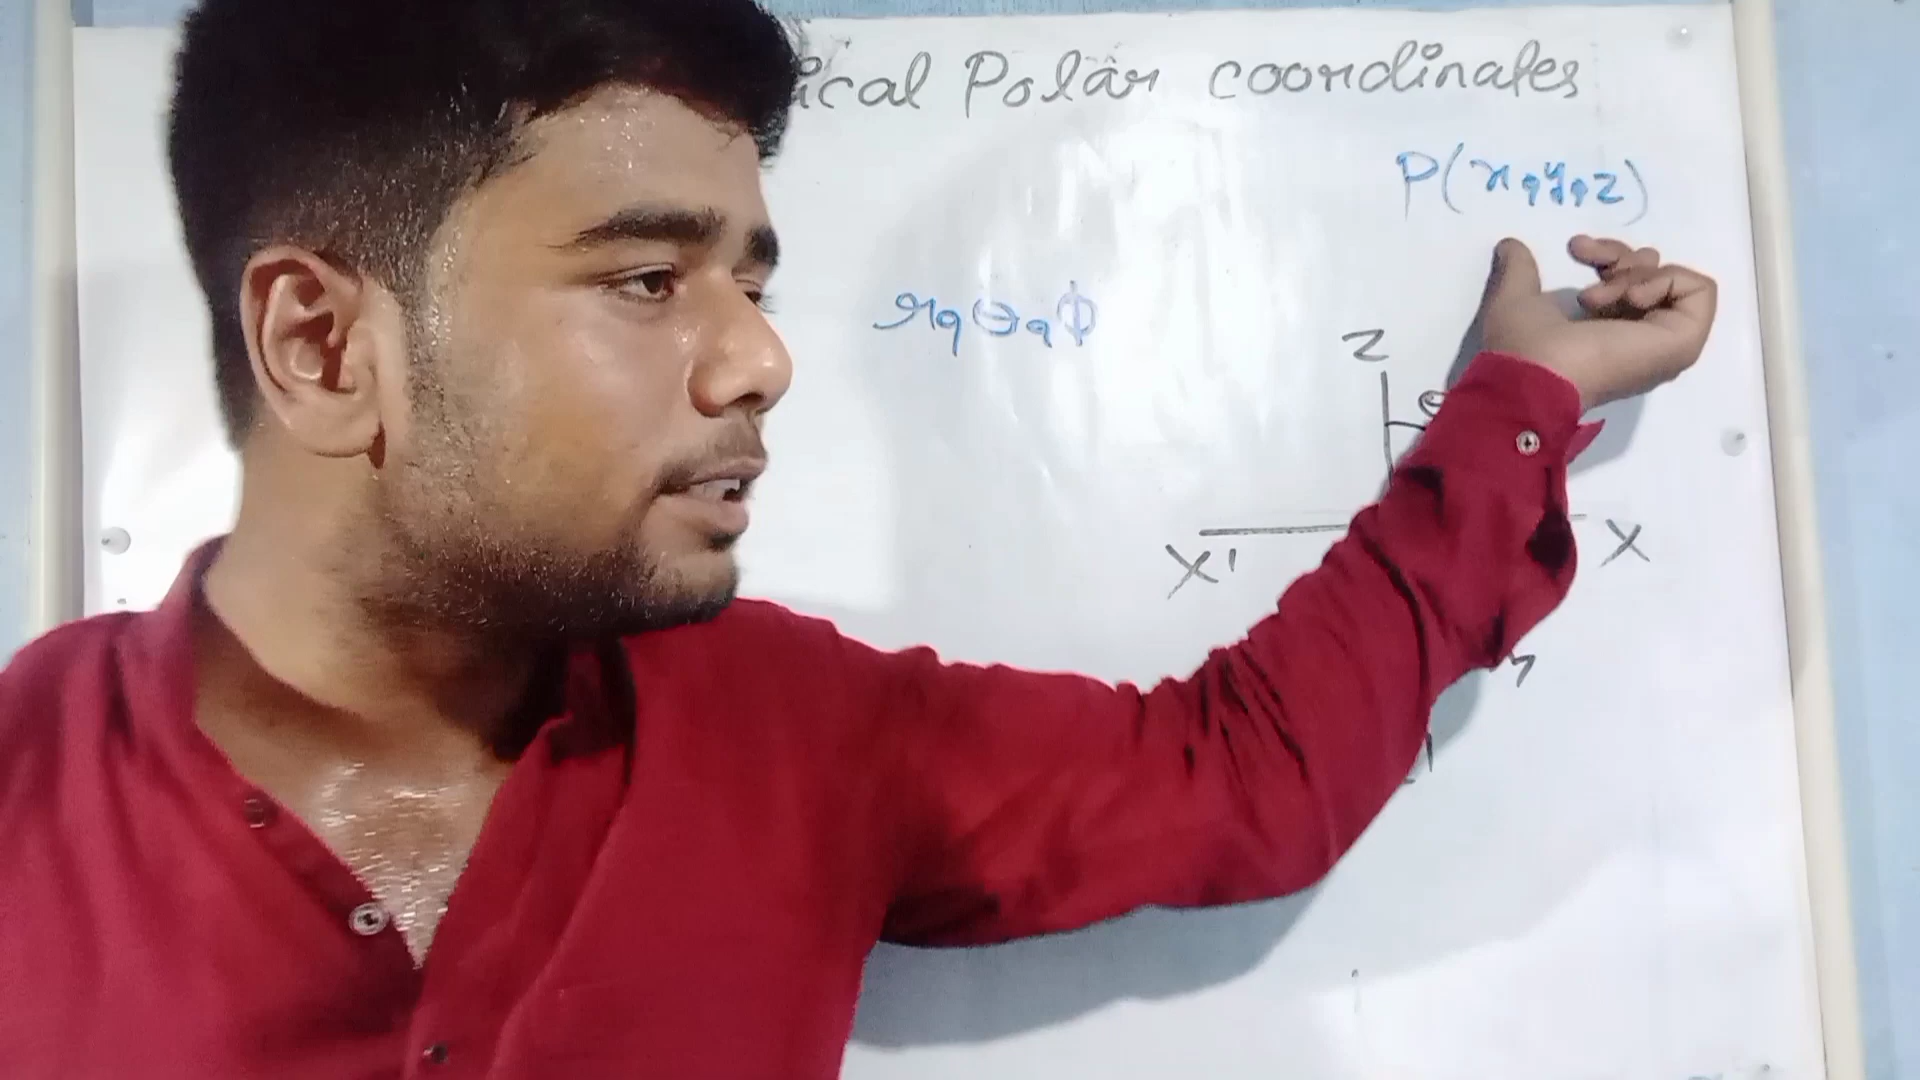 ical Polar coordinates
P(x,y,z)
r,θ,ϕ
Z
θ
X' X